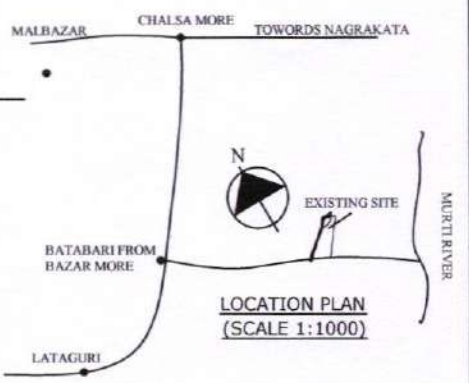 CHALSA MORE
MALBAZAR
TOWORDS NAGRAKATA
N
EXISTING SITE
MURTI RIVER
BATABARI FROM
BAZAR MORE
LOCATION PLAN
(SCALE 1:1000)
LATAGURI